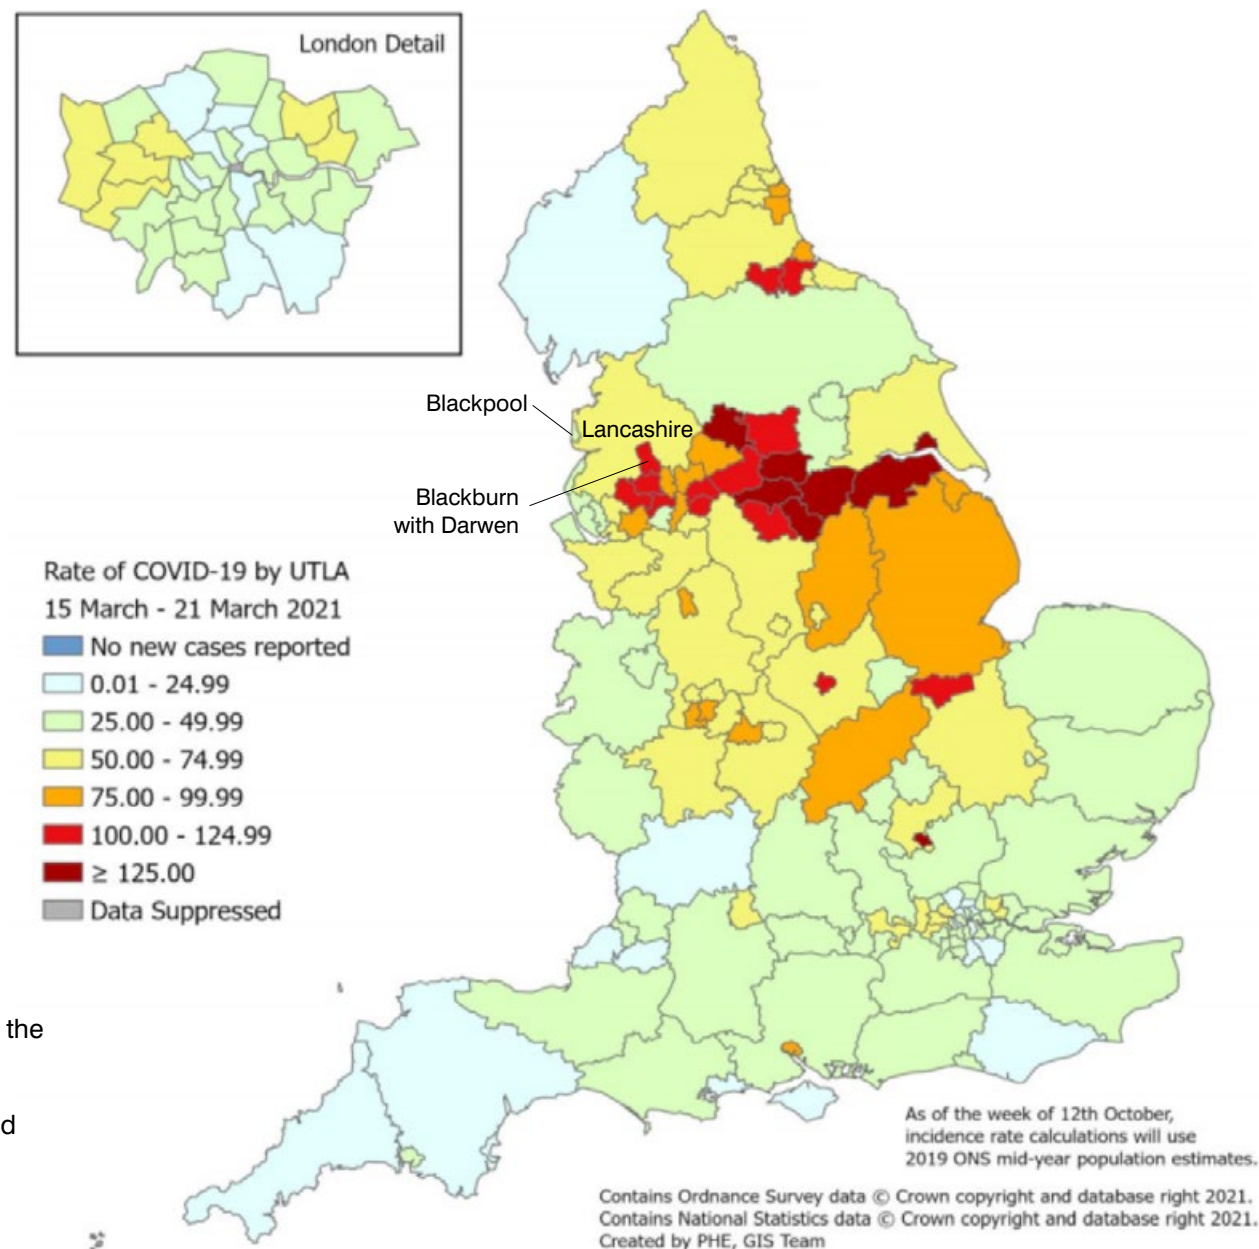 London Detail
Blackpool
Lancashire
Blackburn
with Darwen
Rate of COVID-19 by UTLA
15 March - 21 March 2021
No new cases reported
0.01 - 24.99
25.00 - 49.99
50.00 - 74.99
75.00 - 99.99
100.00 - 124.99
≥ 125.00
Data Suppressed
the
d
As of the week of 12th October,
incidence rate calculations will use
2019 ONS mid-year population estimates.
Contains Ordnance Survey data © Crown copyright and database right 2021.
Contains National Statistics data © Crown copyright and database right 2021.
Created by PHE, GIS Team